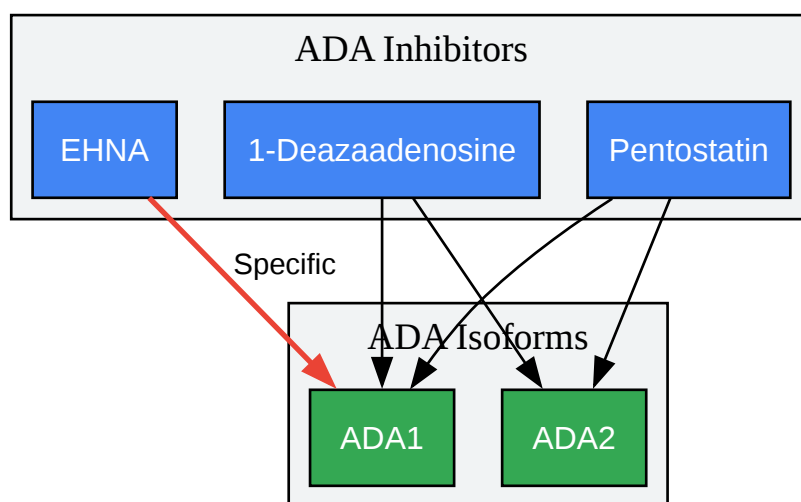 ADA Inhibitors
EHNA
1-Deazaadenosine
Pentostatin
Specific
ADA Isoforms
ADA1
ADA2